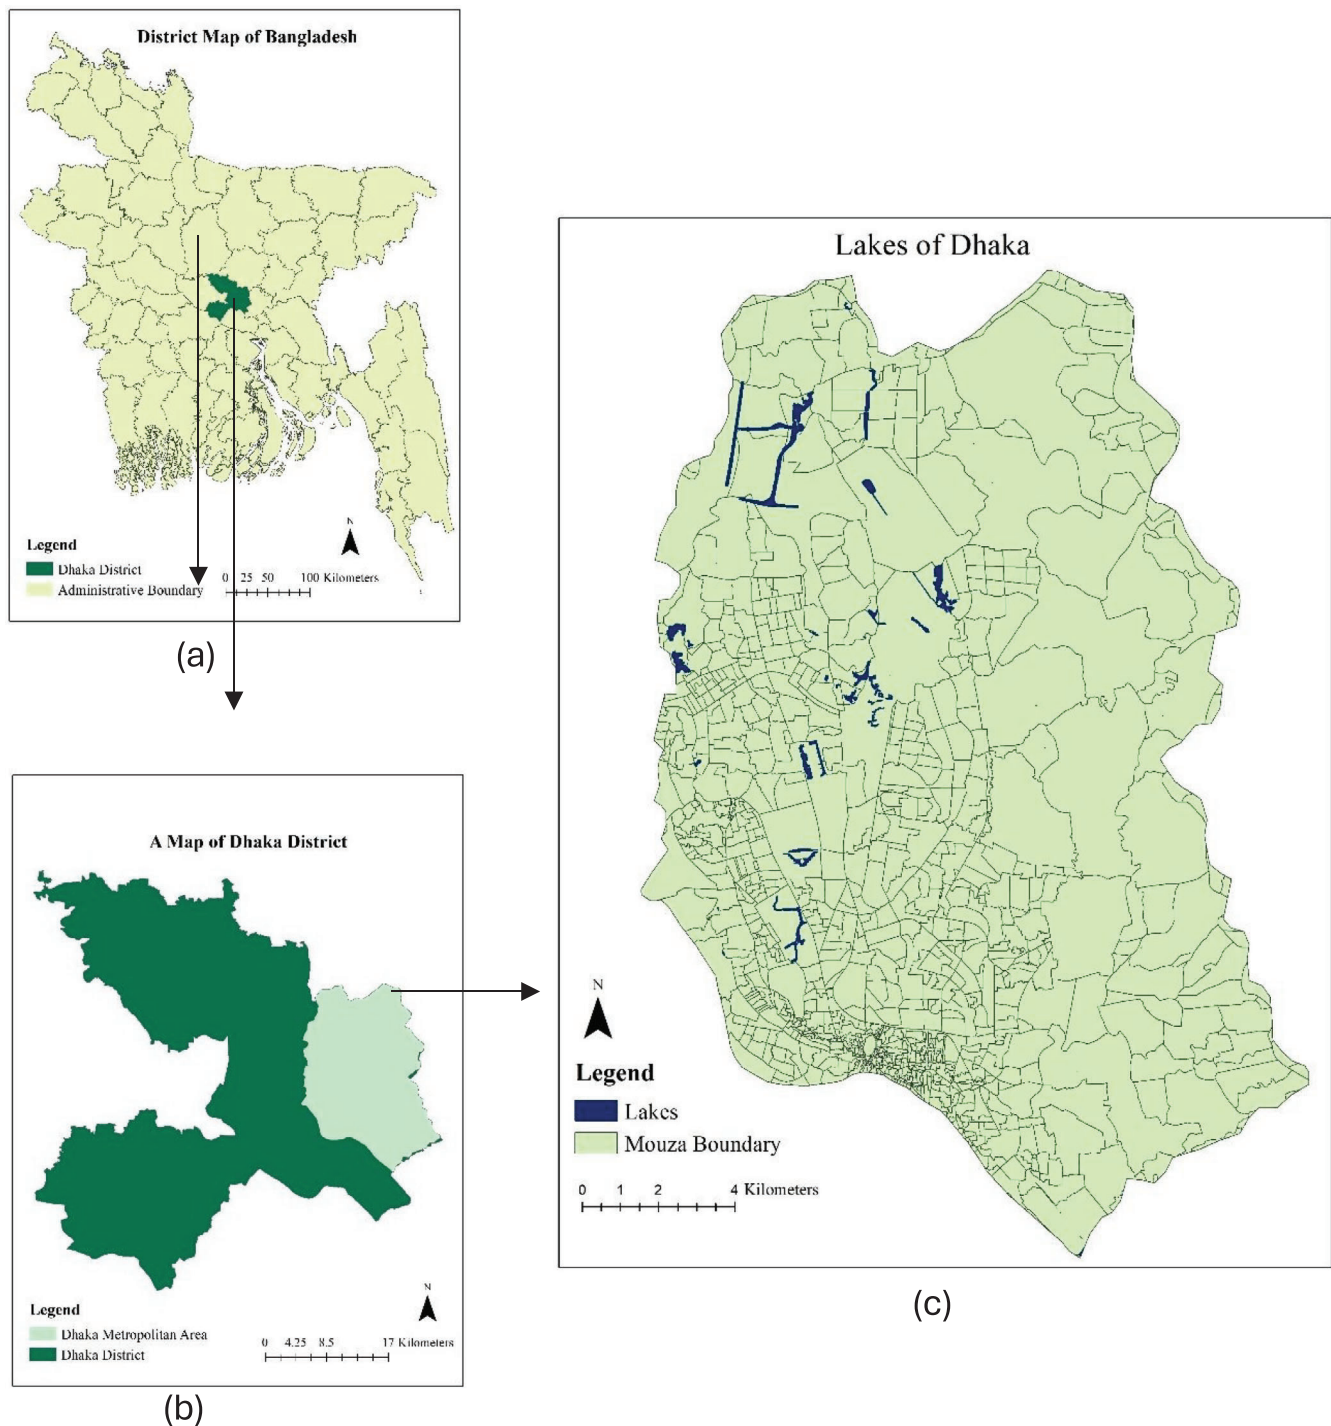 District Map of Bangladesh
N
Legend
Dhaka District
Administrative Boundary
0 25 50 100 Kilometers
(a)
A Map of Dhaka District
N
Legend
Dhaka Metropolitan Area
Dhaka District
0 4.25 8.5 17 Kilometers
(b)
Lakes of Dhaka
N
Legend
Lakes
Mouza Boundary
0 1 2 4 Kilometers
(c)